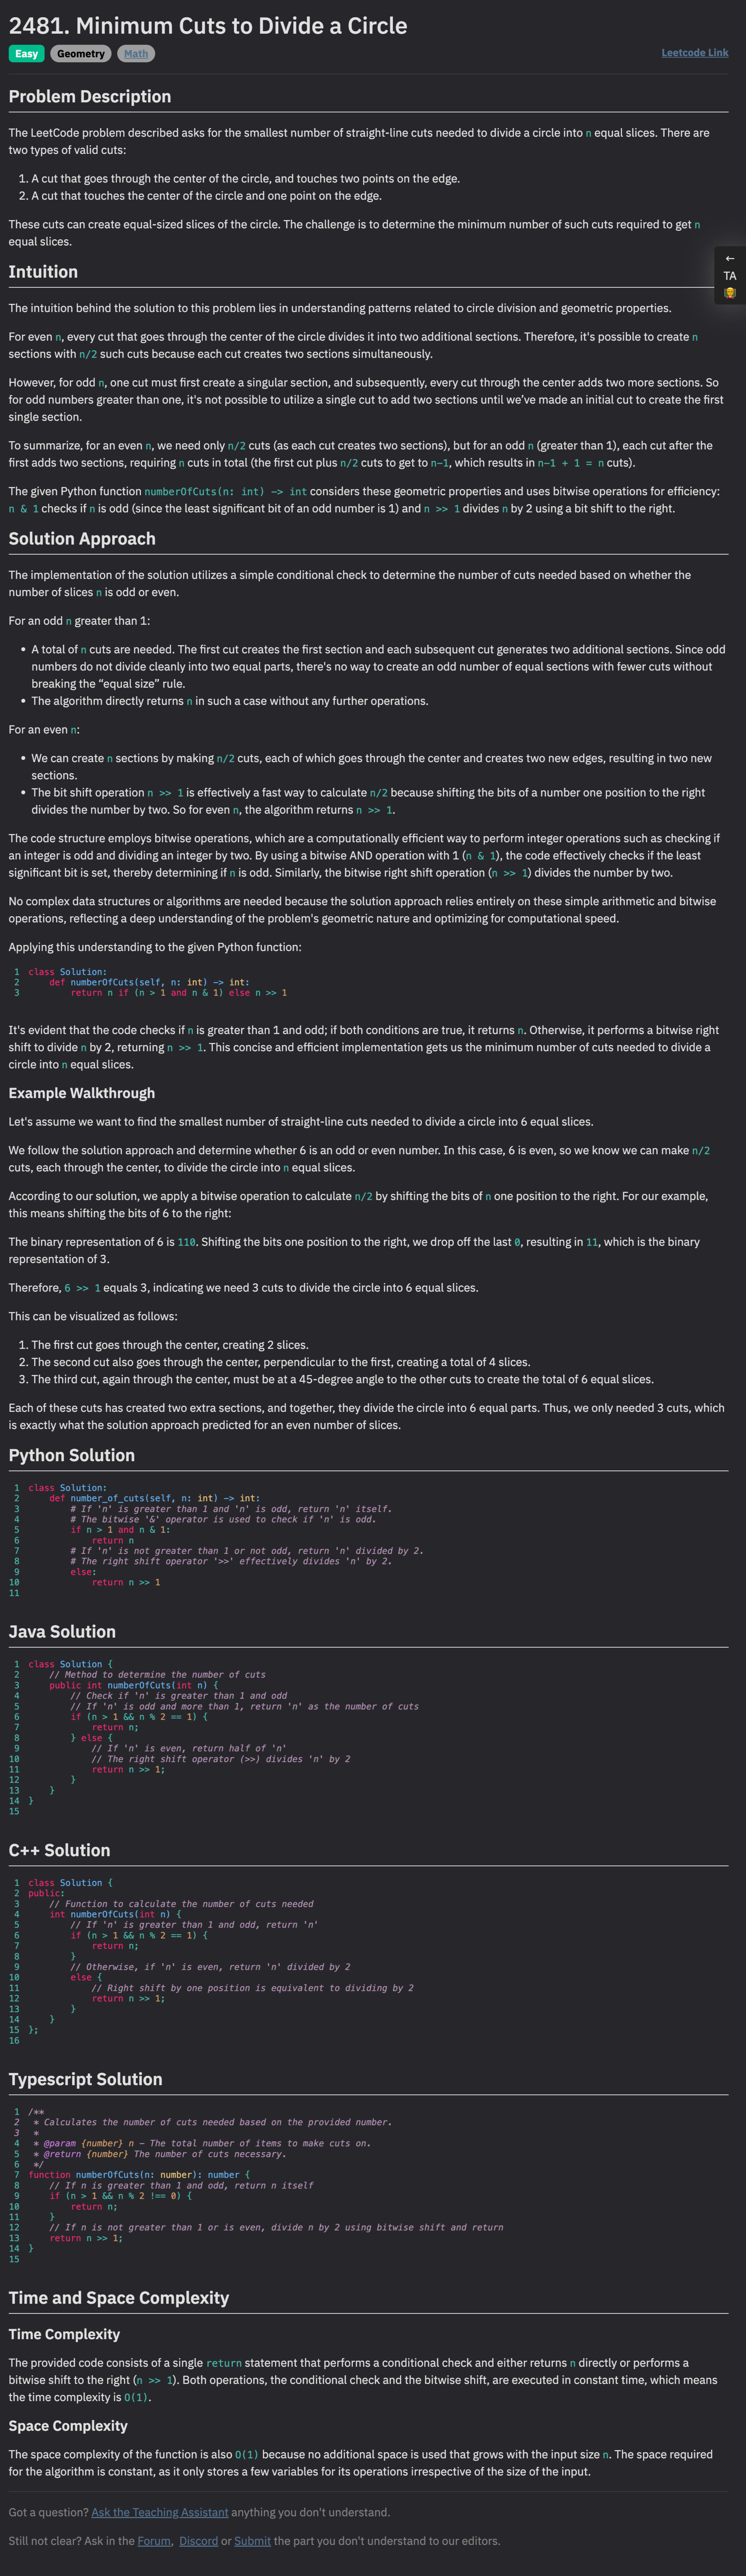 2481. Minimum Cuts to Divide a Circle
Easy Geometry Math Leetcode Link
Problem Description
The LeetCode problem described asks for the smallest number of straight-line cuts needed to divide a circle into n equal slices. There are
two types of valid cuts:
1. A cut that goes through the center of the circle, and touches two points on the edge.
2. A cut that touches the center of the circle and one point on the edge.
These cuts can create equal-sized slices of the circle. The challenge is to determine the minimum number of such cuts required to get n
equal slices.
←
TA
Intuition
The intuition behind the solution to this problem lies in understanding patterns related to circle division and geometric properties.
For even n, every cut that goes through the center of the circle divides it into two additional sections. Therefore, it's possible to create n
sections with n/2 such cuts because each cut creates two sections simultaneously.
However, for odd n, one cut must first create a singular section, and subsequently, every cut through the center adds two more sections. So
for odd numbers greater than one, it's not possible to utilize a single cut to add two sections until we’ve made an initial cut to create the first
single section.
To summarize, for an even n, we need only n/2 cuts (as each cut creates two sections), but for an odd n (greater than 1), each cut after the
first adds two sections, requiring n cuts in total (the first cut plus n/2 cuts to get to n-1, which results in n-1 + 1 = n cuts).
The given Python function numberOfCuts(n: int) -> int considers these geometric properties and uses bitwise operations for efficiency:
n & 1 checks if n is odd (since the least significant bit of an odd number is 1) and n >> 1 divides n by 2 using a bit shift to the right.
Solution Approach
The implementation of the solution utilizes a simple conditional check to determine the number of cuts needed based on whether the
number of slices n is odd or even.
For an odd n greater than 1:
• A total of n cuts are needed. The first cut creates the first section and each subsequent cut generates two additional sections. Since odd
numbers do not divide cleanly into two equal parts, there's no way to create an odd number of equal sections with fewer cuts without
breaking the “equal size” rule.
• The algorithm directly returns n in such a case without any further operations.
For an even n:
• We can create n sections by making n/2 cuts, each of which goes through the center and creates two new edges, resulting in two new
sections.
• The bit shift operation n >> 1 is effectively a fast way to calculate n/2 because shifting the bits of a number one position to the right
divides the number by two. So for even n, the algorithm returns n >> 1.
The code structure employs bitwise operations, which are a computationally efficient way to perform integer operations such as checking if
an integer is odd and dividing an integer by two. By using a bitwise AND operation with 1 (n & 1), the code effectively checks if the least
significant bit is set, thereby determining if n is odd. Similarly, the bitwise right shift operation (n >> 1) divides the number by two.
No complex data structures or algorithms are needed because the solution approach relies entirely on these simple arithmetic and bitwise
operations, reflecting a deep understanding of the problem's geometric nature and optimizing for computational speed.
Applying this understanding to the given Python function:
1 class Solution:
2     def numberOfCuts(self, n: int) -> int:
3         return n if (n > 1 and n & 1) else n >> 1
It's evident that the code checks if n is greater than 1 and odd; if both conditions are true, it returns n. Otherwise, it performs a bitwise right
shift to divide n by 2, returning n >> 1. This concise and efficient implementation gets us the minimum number of cuts needed to divide a
circle into n equal slices.
Example Walkthrough
Let's assume we want to find the smallest number of straight-line cuts needed to divide a circle into 6 equal slices.
We follow the solution approach and determine whether 6 is an odd or even number. In this case, 6 is even, so we know we can make n/2
cuts, each through the center, to divide the circle into n equal slices.
According to our solution, we apply a bitwise operation to calculate n/2 by shifting the bits of n one position to the right. For our example,
this means shifting the bits of 6 to the right:
The binary representation of 6 is 110. Shifting the bits one position to the right, we drop off the last 0, resulting in 11, which is the binary
representation of 3.
Therefore, 6 >> 1 equals 3, indicating we need 3 cuts to divide the circle into 6 equal slices.
This can be visualized as follows:
1. The first cut goes through the center, creating 2 slices.
2. The second cut also goes through the center, perpendicular to the first, creating a total of 4 slices.
3. The third cut, again through the center, must be at a 45-degree angle to the other cuts to create the total of 6 equal slices.
Each of these cuts has created two extra sections, and together, they divide the circle into 6 equal parts. Thus, we only needed 3 cuts, which
is exactly what the solution approach predicted for an even number of slices.
Python Solution
1 class Solution:
2     def number_of_cuts(self, n: int) -> int:
3         # If 'n' is greater than 1 and 'n' is odd, return 'n' itself.
4         # The bitwise '&' operator is used to check if 'n' is odd.
5         if n > 1 and n & 1:
6             return n
7         # If 'n' is not greater than 1 or not odd, return 'n' divided by 2.
8         # The right shift operator '>>' effectively divides 'n' by 2.
9         else:
10             return n >> 1
11
Java Solution
1 class Solution {
2     // Method to determine the number of cuts
3     public int numberOfCuts(int n) {
4         // Check if 'n' is greater than 1 and odd
5         // If 'n' is odd and more than 1, return 'n' as the number of cuts
6         if (n > 1 && n % 2 == 1) {
7             return n;
8         } else {
9             // If 'n' is even, return half of 'n'
10             // The right shift operator (>>) divides 'n' by 2
11             return n >> 1;
12         }
13     }
14 }
15
C++ Solution
1 class Solution {
2 public:
3     // Function to calculate the number of cuts needed
4     int numberOfCuts(int n) {
5         // If 'n' is greater than 1 and odd, return 'n'
6         if (n > 1 && n % 2 == 1) {
7             return n;
8         }
9         // Otherwise, if 'n' is even, return 'n' divided by 2
10         else {
11             // Right shift by one position is equivalent to dividing by 2
12             return n >> 1;
13         }
14     }
15 };
16
Typescript Solution
1 /**
2  * Calculates the number of cuts needed based on the provided number.
3  *
4  * @param {number} n - The total number of items to make cuts on.
5  * @return {number} The number of cuts necessary.
6  */
7 function numberOfCuts(n: number): number {
8     // If n is greater than 1 and odd, return n itself
9     if (n > 1 && n % 2 !== 0) {
10         return n;
11     }
12     // If n is not greater than 1 or is even, divide n by 2 using bitwise shift and return
13     return n >> 1;
14 }
15
Time and Space Complexity
Time Complexity
The provided code consists of a single return statement that performs a conditional check and either returns n directly or performs a
bitwise shift to the right (n >> 1). Both operations, the conditional check and the bitwise shift, are executed in constant time, which means
the time complexity is O(1).
Space Complexity
The space complexity of the function is also O(1) because no additional space is used that grows with the input size n. The space required
for the algorithm is constant, as it only stores a few variables for its operations irrespective of the size of the input.
Got a question? Ask the Teaching Assistant anything you don't understand.
Still not clear? Ask in the Forum, Discord or Submit the part you don't understand to our editors.